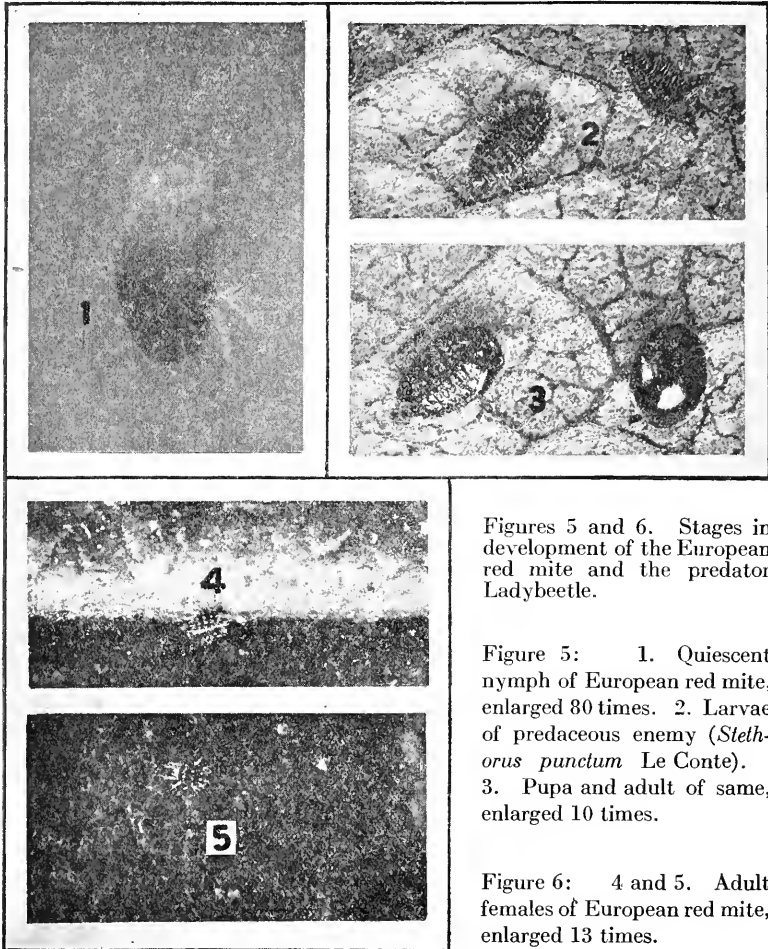 1
2
3
4
5
Figures 5 and 6. Stages in
development of the European
red mite and the predator
Ladybeetle.
Figure 5: 1. Quiescent
nymph of European red mite,
enlarged 80 times. 2. Larvae
of predaceous enemy (Steth-
orus punctum Le Conte).
3. Pupa and adult of same,
enlarged 10 times.
Figure 6: 4 and 5. Adult
females of European red mite,
enlarged 13 times.